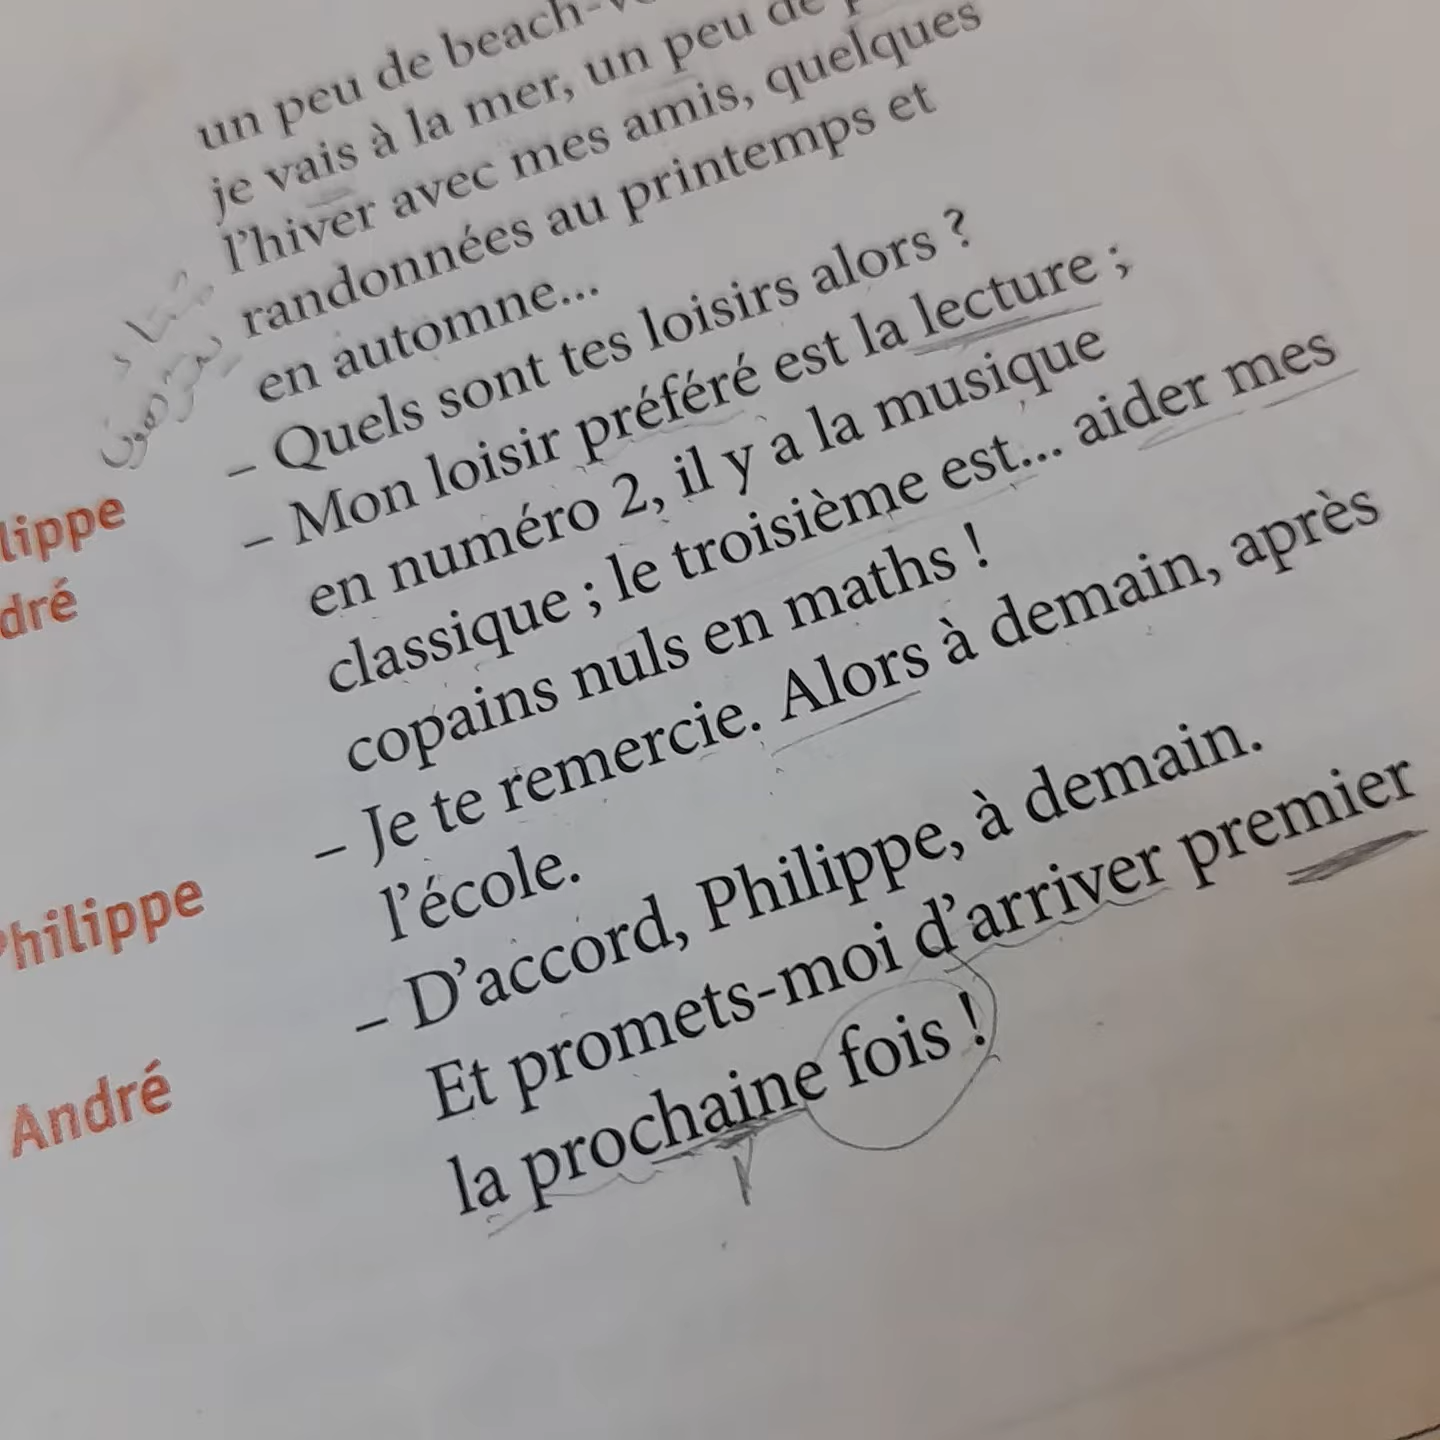 un peu de beach-
je vais à la mer, un peu de
l'hiver avec mes amis, quelques
randonnées au printemps et
en automne...
– Quels sont tes loisirs alors ?
lippe – Mon loisir préféré est la lecture ;
dré en numéro 2, il y a la musique
classique ; le troisième est... aider mes
copains nuls en maths !
– Je te remercie. Alors à demain, après
Philippe l'école.
– D'accord, Philippe, à demain.
André Et promets-moi d'arriver premier
la prochaine fois !